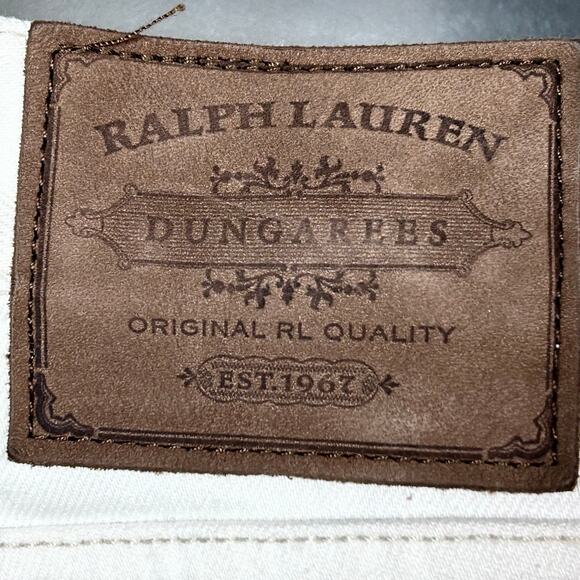 RALPH LAUREN
DUNGAREES
ORIGINAL RL QUALITY
EST. 1967